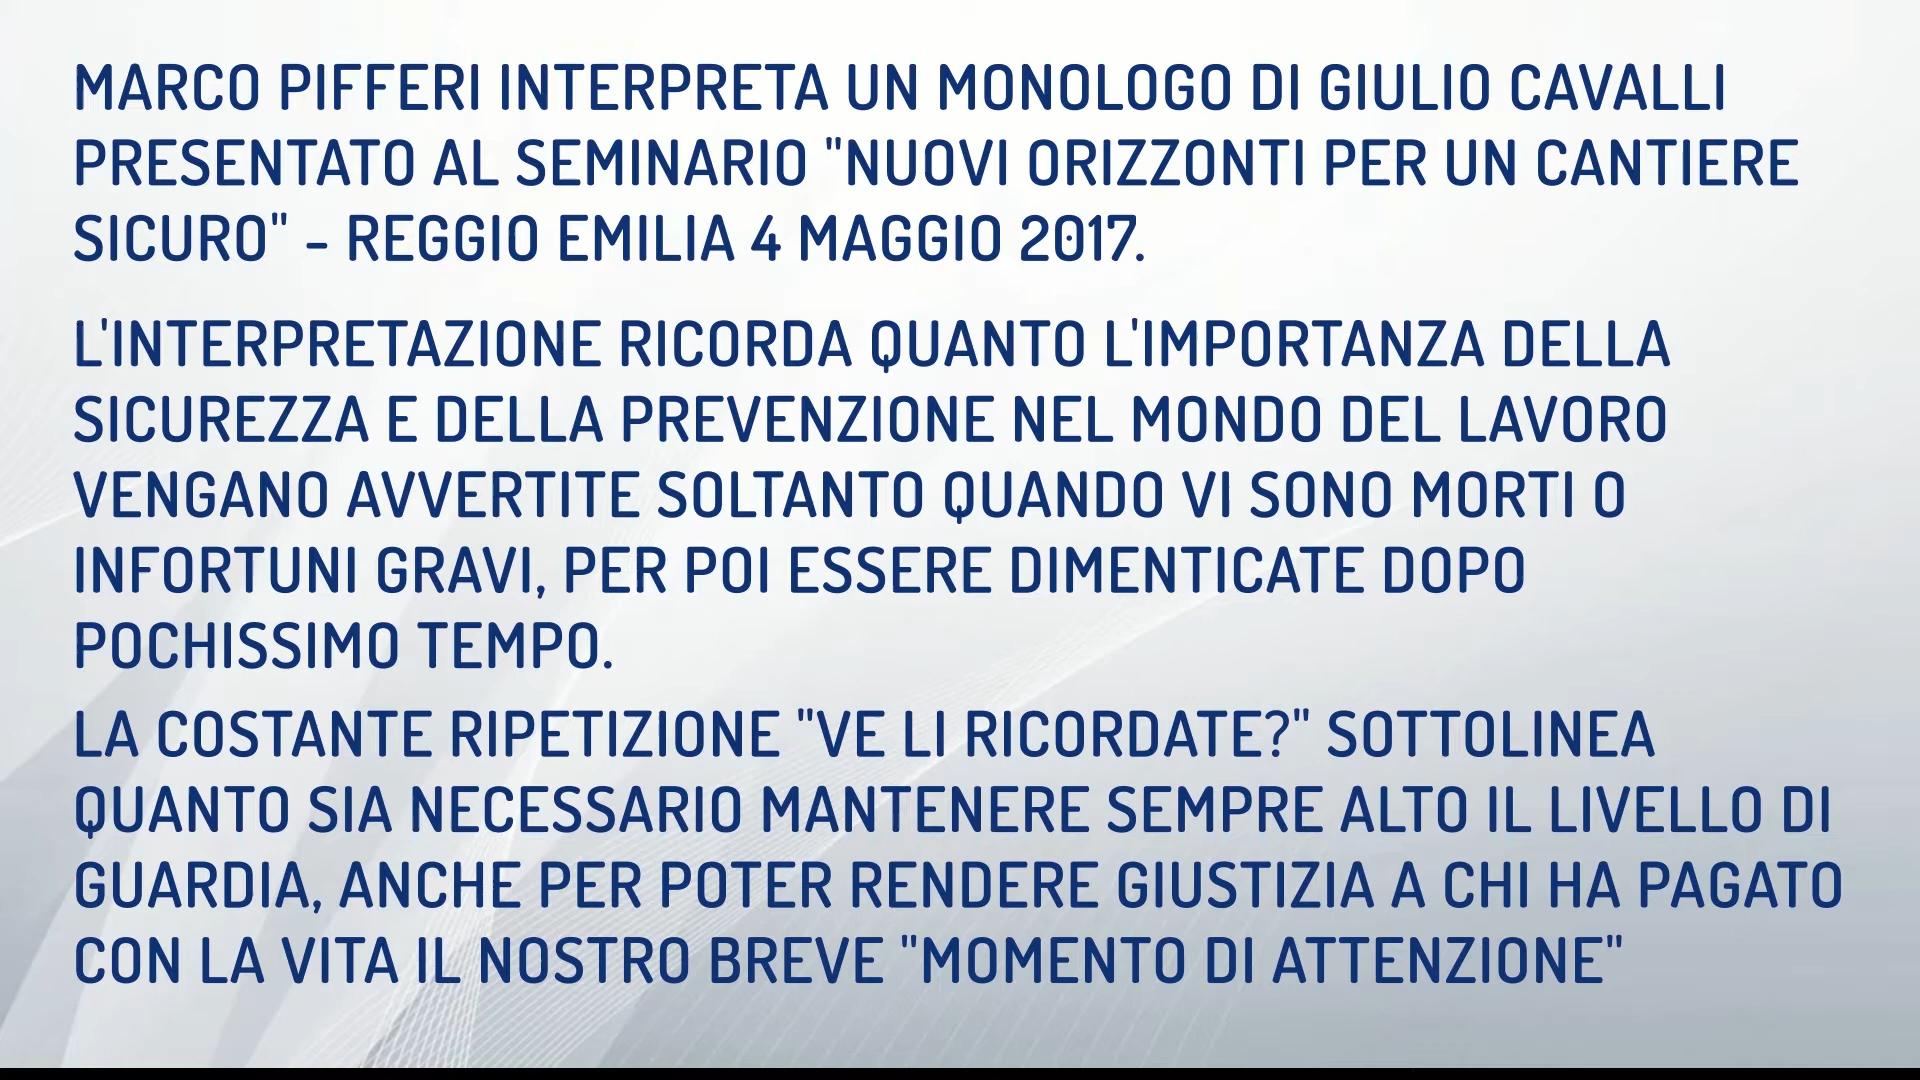 MARCO PIFFERI INTERPRETA UN MONOLOGO DI GIULIO CAVALLI
PRESENTATO AL SEMINARIO "NUOVI ORIZZONTI PER UN CANTIERE
SICURO" - REGGIO EMILIA 4 MAGGIO 2017.
L'INTERPRETAZIONE RICORDA QUANTO L'IMPORTANZA DELLA
SICUREZZA E DELLA PREVENZIONE NEL MONDO DEL LAVORO
VENGANO AVVERTITE SOLTANTO QUANDO VI SONO MORTI O
INFORTUNI GRAVI, PER POI ESSERE DIMENTICATE DOPO
POCHISSIMO TEMPO.
LA COSTANTE RIPETIZIONE "VE LI RICORDATE?" SOTTOLINEA
QUANTO SIA NECESSARIO MANTENERE SEMPRE ALTO IL LIVELLO DI
GUARDIA, ANCHE PER POTER RENDERE GIUSTIZIA A CHI HA PAGATO
CON LA VITA IL NOSTRO BREVE "MOMENTO DI ATTENZIONE"